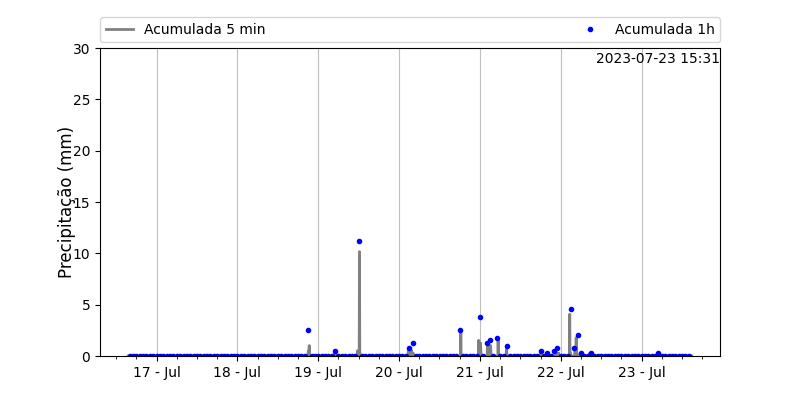 Acumulada 5 min
Acumulada 1h
2023-07-23 15:31
Precipitação (mm)
30
25
20
15
10
5
0
17 - Jul
18 - Jul
19 - Jul
20 - Jul
21 - Jul
22 - Jul
23 - Jul